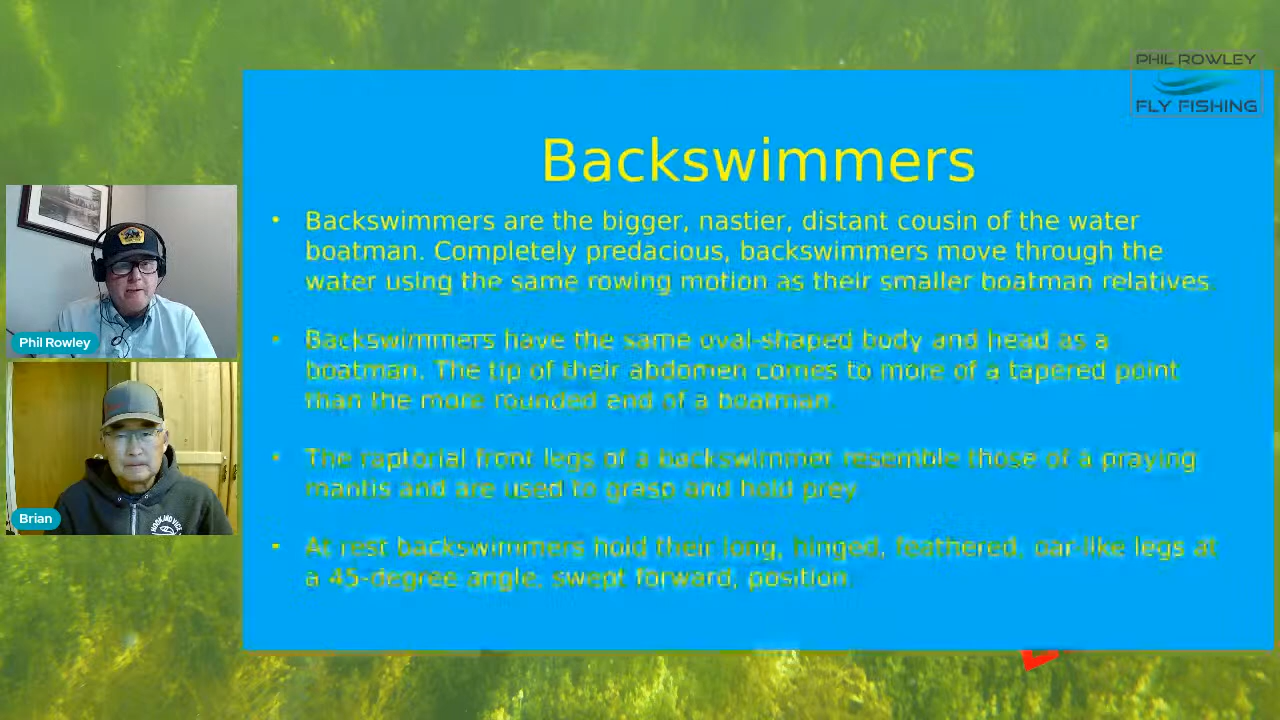 PHIL ROWLEY
FLY FISHING
Backswimmers
• Backswimmers are the bigger, nastier, distant cousin of the water
boatman. Completely predacious, backswimmers move through the
water using the same rowing motion as their smaller boatman relatives.
• Backswimmers have the same oval-shaped body and head as a
boatman. The tip of their abdomen comes to more of a tapered point
than the more rounded end of a boatman.
• The raptorial front legs of a backswimmer resemble those of a praying
mantis and are used to grasp and hold prey
• At rest backswimmers hold their long, hinged, feathered, oar-like legs at
a 45-degree angle, swept forward, position.
Phil Rowley
Brian